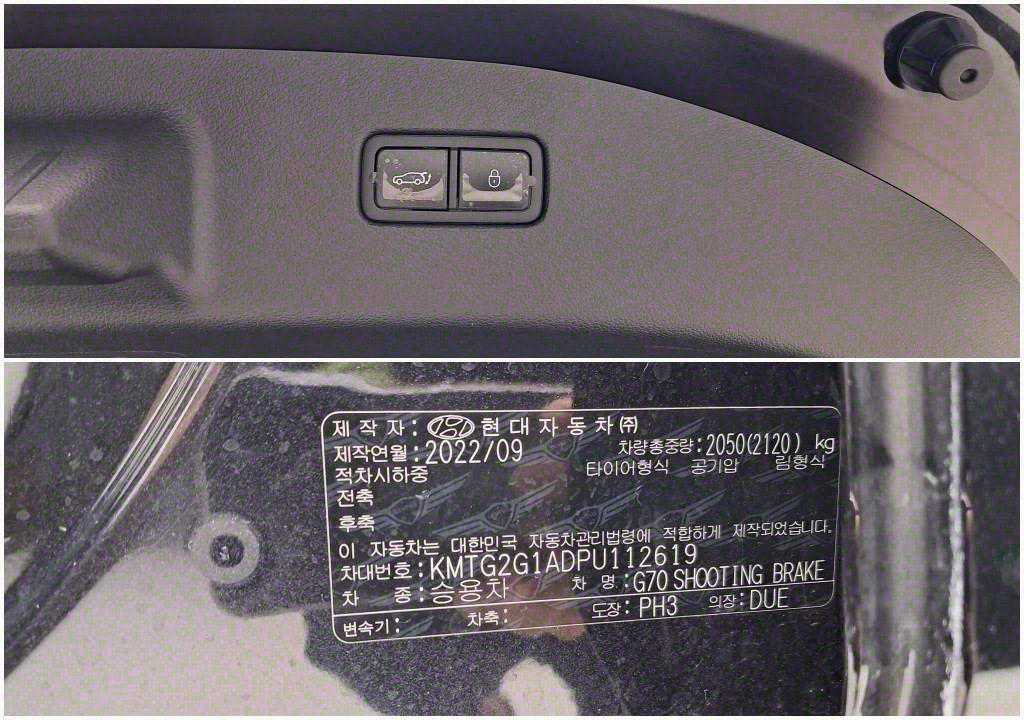 제 작 자 : 현 대 자 동 차 ㈜
제작연월 : 2022/09 차량총중량 : 2050(2120) kg
적차시하중 타이어형식 공기압 림형식
전축
후축
이 자동차는 대한민국 자동차관리법령에 적합하게 제작되었습니다.
차대번호 : KMTG2G1ADPU112619
차 종 : 승용차 차 명 : G70 SHOOTING BRAKE
변속기 : 차축 : 도장 : PH3 의장 : DUE